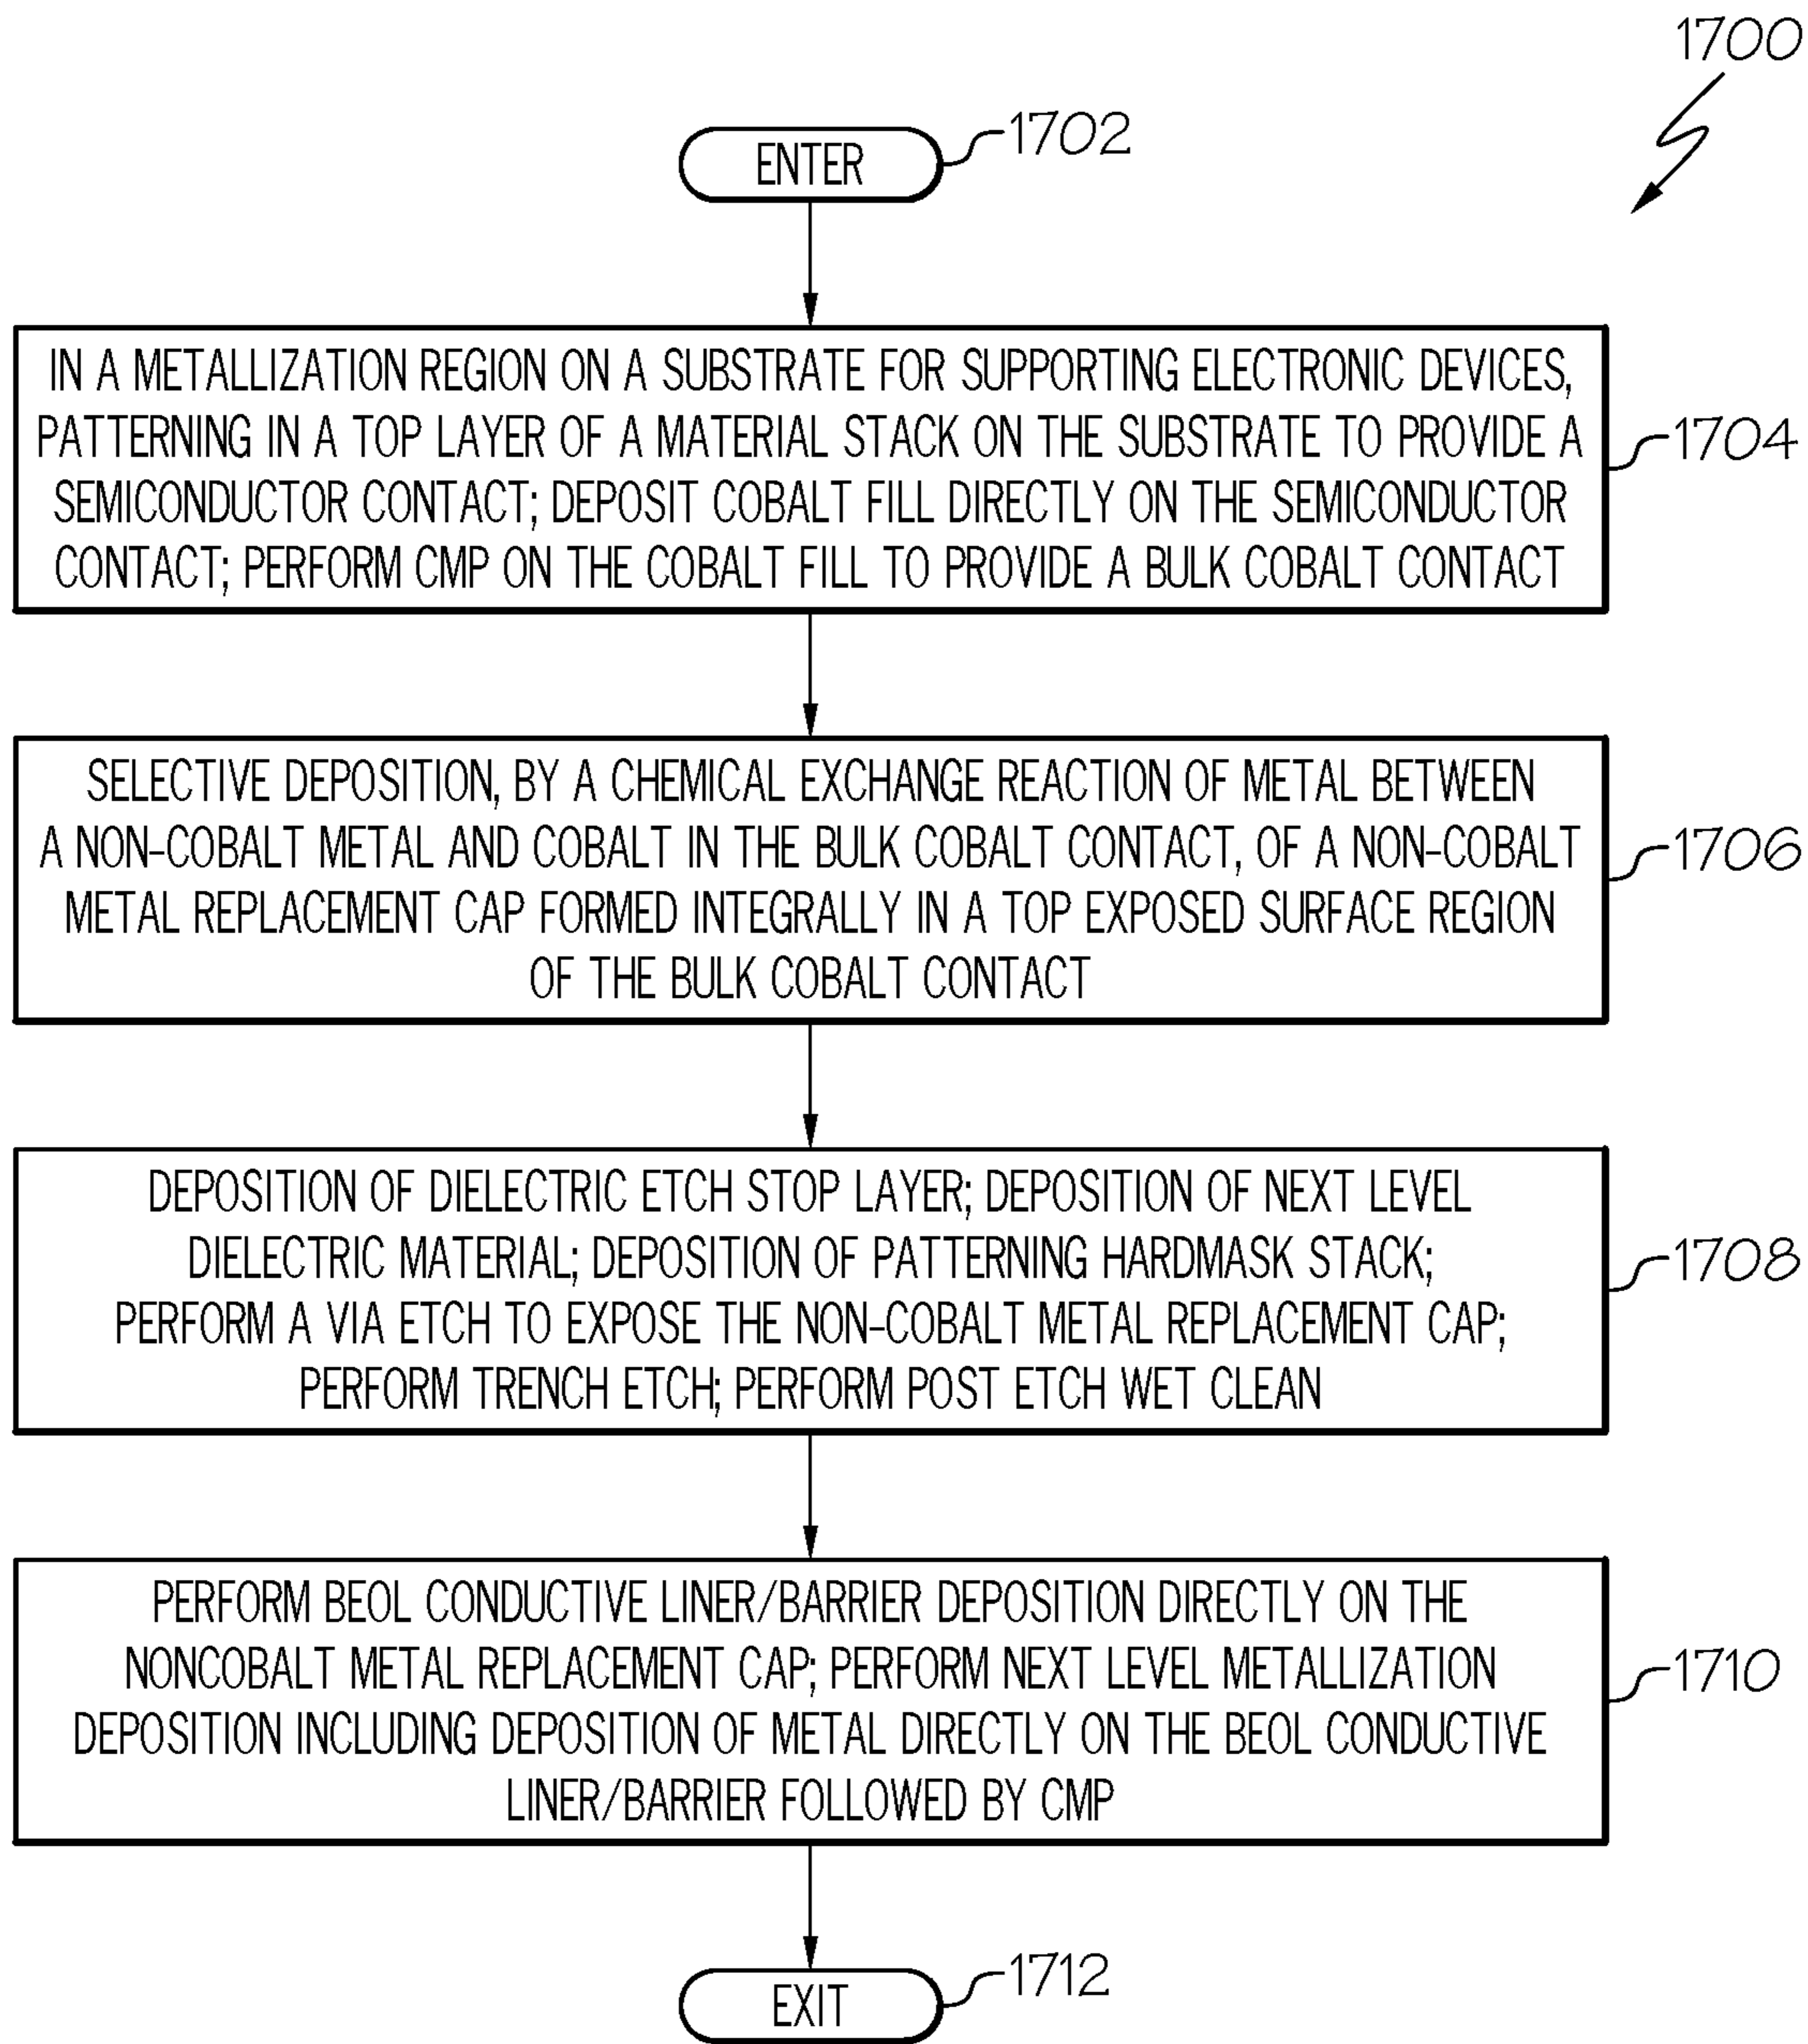 1700
ENTER
1702
IN A METALLIZATION REGION ON A SUBSTRATE FOR SUPPORTING ELECTRONIC DEVICES,
PATTERNING IN A TOP LAYER OF A MATERIAL STACK ON THE SUBSTRATE TO PROVIDE A
SEMICONDUCTOR CONTACT; DEPOSIT COBALT FILL DIRECTLY ON THE SEMICONDUCTOR
CONTACT; PERFORM CMP ON THE COBALT FILL TO PROVIDE A BULK COBALT CONTACT
1704
SELECTIVE DEPOSITION, BY A CHEMICAL EXCHANGE REACTION OF METAL BETWEEN
A NON-COBALT METAL AND COBALT IN THE BULK COBALT CONTACT, OF A NON-COBALT
METAL REPLACEMENT CAP FORMED INTEGRALLY IN A TOP EXPOSED SURFACE REGION
OF THE BULK COBALT CONTACT
1706
DEPOSITION OF DIELECTRIC ETCH STOP LAYER; DEPOSITION OF NEXT LEVEL
DIELECTRIC MATERIAL; DEPOSITION OF PATTERNING HARDMASK STACK;
PERFORM A VIA ETCH TO EXPOSE THE NON-COBALT METAL REPLACEMENT CAP;
PERFORM TRENCH ETCH; PERFORM POST ETCH WET CLEAN
1708
PERFORM BEOL CONDUCTIVE LINER/BARRIER DEPOSITION DIRECTLY ON THE
NONCOBALT METAL REPLACEMENT CAP; PERFORM NEXT LEVEL METALLIZATION
DEPOSITION INCLUDING DEPOSITION OF METAL DIRECTLY ON THE BEOL CONDUCTIVE
LINER/BARRIER FOLLOWED BY CMP
1710
EXIT
1712